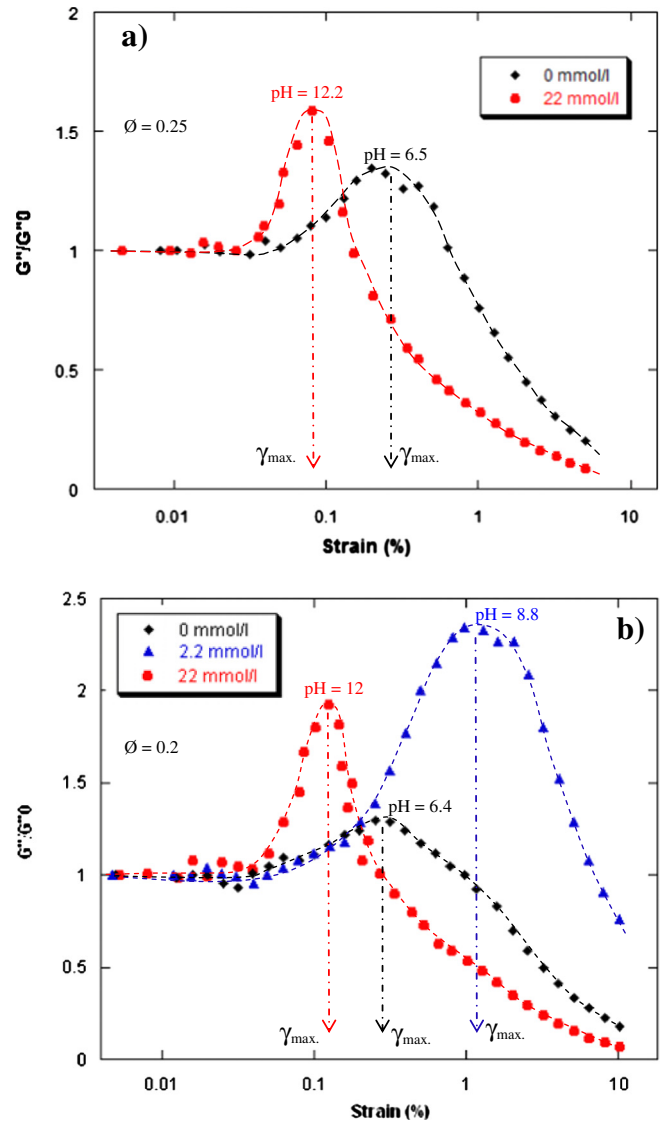 2
a)
0 mmol/l
22 mmol/l
pH = 12.2
Ø = 0.25
1.5
pH = 6.5
G"/G"0
1
0.5
γmax.
γmax.
0
0.01
0.1
1
10
Strain (%)
2.5
b)
0 mmol/l
2.2 mmol/l
22 mmol/l
pH = 8.8
2
pH = 12
Ø = 0.2
1.5
pH = 6.4
G"/G"0
1
0.5
γmax.
γmax.
γmax.
0
0.01
0.1
1
10
Strain (%)